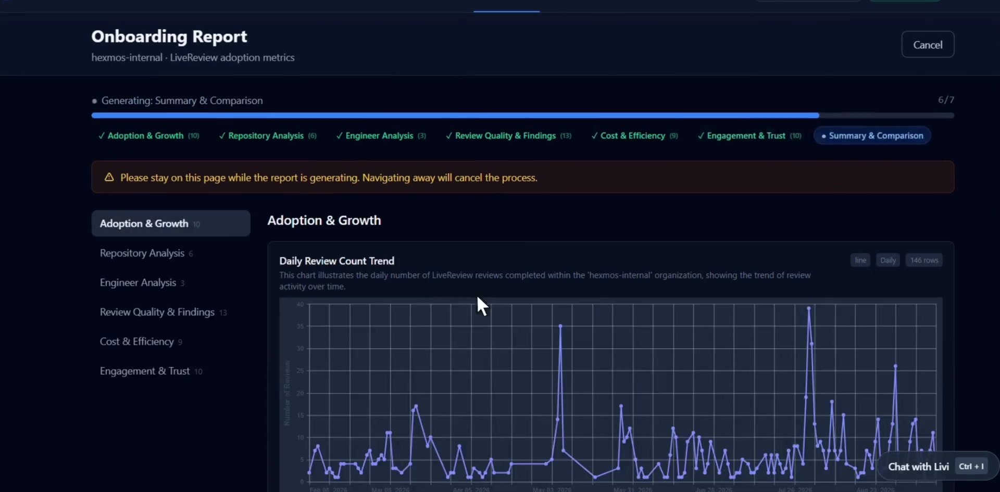 Onboarding Report
hexmos-internal · LiveReview adoption metrics
Cancel
Generating: Summary & Comparison
6/7
✓ Adoption & Growth (10)
✓ Repository Analysis (6)
✓ Engineer Analysis (3)
✓ Review Quality & Findings (13)
✓ Cost & Efficiency (9)
✓ Engagement & Trust (10)
Summary & Comparison
Please stay on this page while the report is generating. Navigating away will cancel the process.
Adoption & Growth 10
Repository Analysis 6
Engineer Analysis 3
Review Quality & Findings 13
Cost & Efficiency 9
Engagement & Trust 10
Adoption & Growth
Daily Review Count Trend
line
Daily
146 rows
This chart illustrates the daily number of LiveReview reviews completed within the 'hexmos-internal' organization, showing the trend of review
activity over time.
Number of Reviews
40
35
30
25
20
15
10
5
0
Feb 08, 2026
Mar 08, 2026
Apr 05, 2026
May 03, 2026
May 31, 2026
Jun 28, 2026
Jul 26, 2026
Aug 23, 2026
Chat with Livi
Ctrl + I